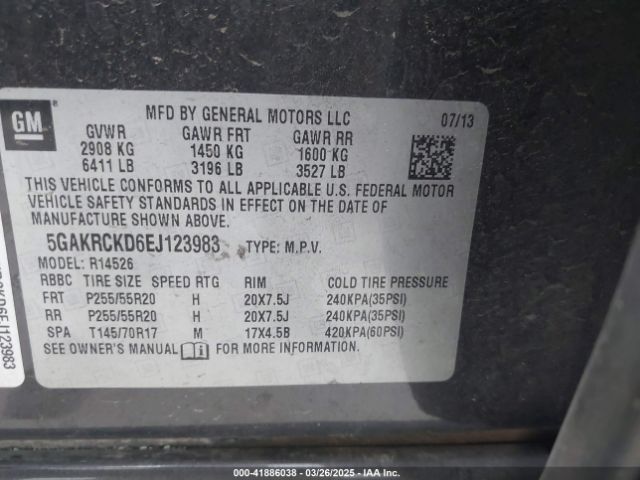 GM
MFD BY GENERAL MOTORS LLC 07/13
GVWR GAWR FRT GAWR RR
2908 KG 1450 KG 1600 KG
6411 LB 3196 LB 3527 LB
THIS VEHICLE CONFORMS TO ALL APPLICABLE U.S. FEDERAL MOTOR
VEHICLE SAFETY STANDARDS IN EFFECT ON THE DATE OF
MANUFACTURE SHOWN ABOVE.
5GAKRCKD6EJ123983 TYPE: M.P.V.
MODEL: R14526
RBBC TIRE SIZE SPEED RTG RIM COLD TIRE PRESSURE
FRT P255/55R20 H 20X7.5J 240KPA(35PSI)
RR P255/55R20 H 20X7.5J 240KPA(35PSI)
SPA T145/70R17 M 17X4.5B 420KPA(60PSI)
SEE OWNER'S MANUAL FOR MORE INFORMATION
000-41886038 - 03/26/2025 - IAA Inc.